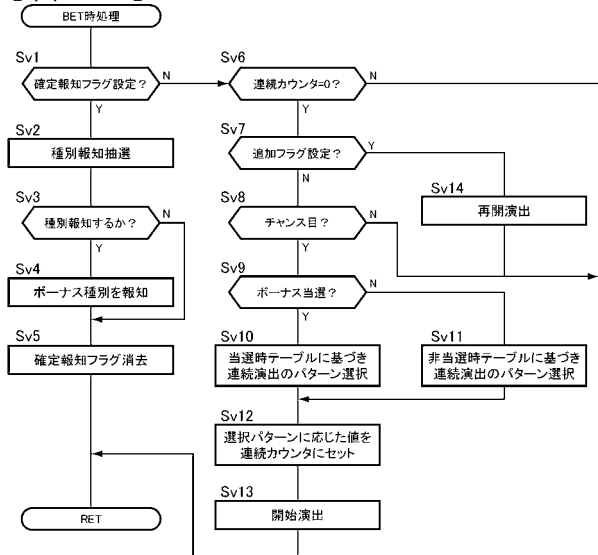 BET時処理
Sv1
確定報知フラグ設定？
N
Y
Sv2
種別報知抽選
Sv3
種別報知するか？
N
Y
Sv4
ボーナス種別を報知
Sv5
確定報知フラグ消去
RET
Sv6
連続カウンタ=0？
N
Y
Sv7
追加フラグ設定？
Y
N
Sv8
チャンス目？
N
Y
Sv14
再開演出
Sv9
ボーナス当選？
N
Y
Sv10
当選時テーブルに基づき
連続演出のパターン選択
Sv11
非当選時テーブルに基づき
連続演出のパターン選択
Sv12
選択パターンに応じた値を
連続カウンタにセット
Sv13
開始演出